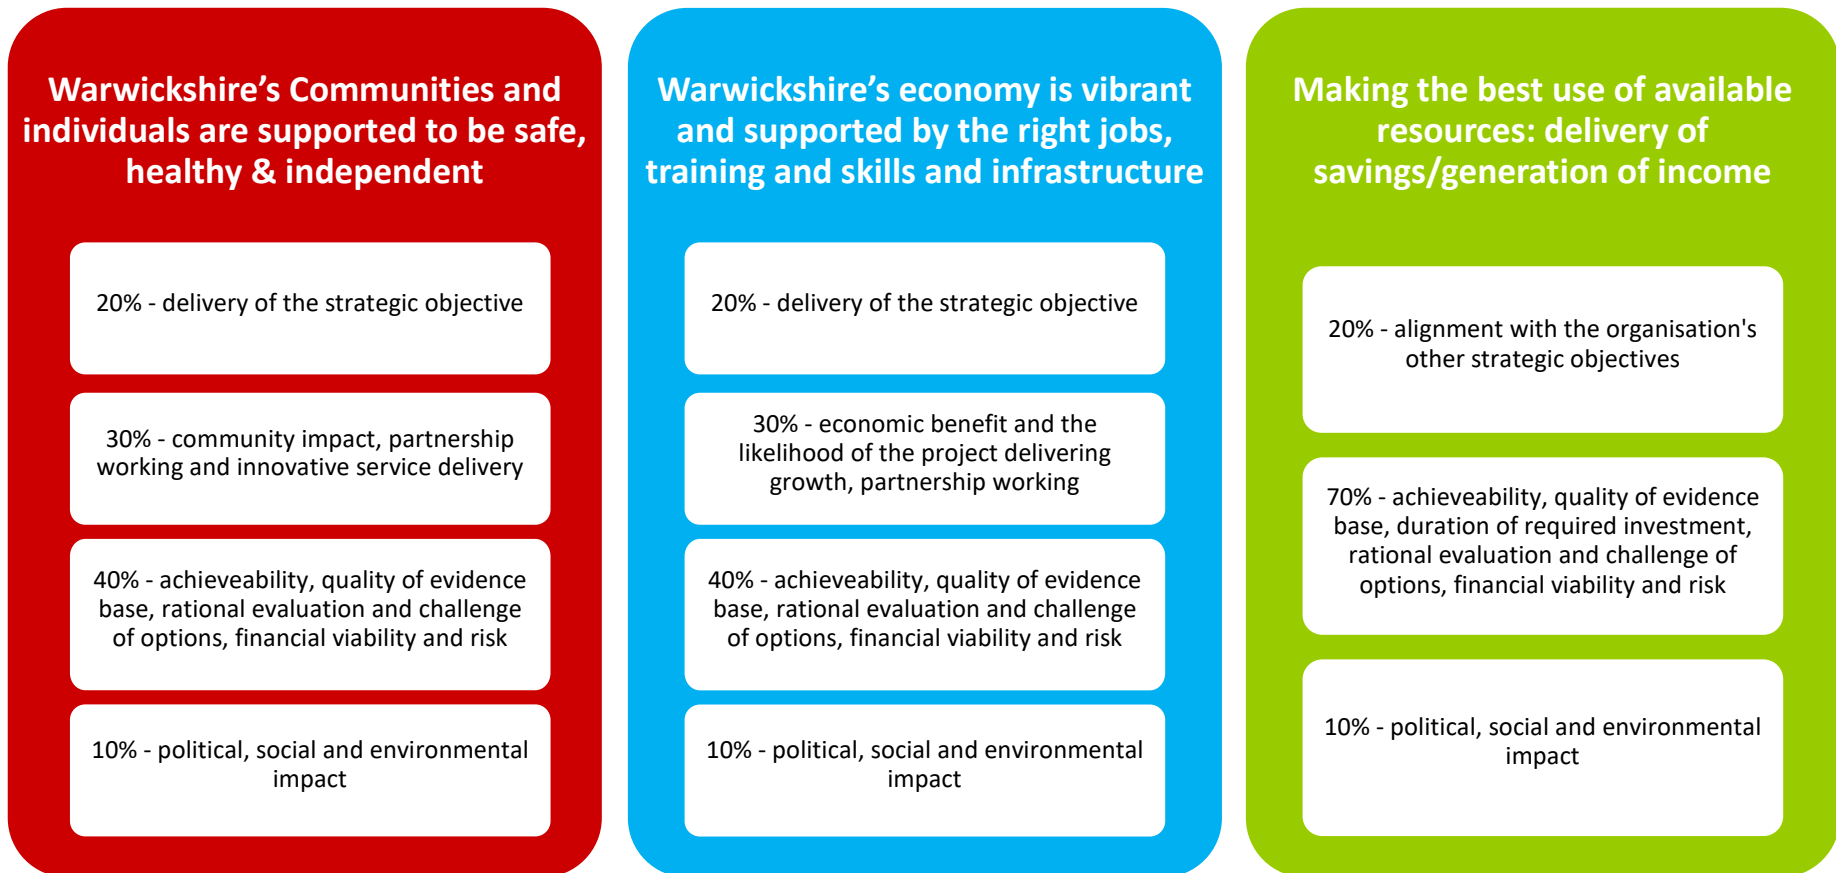 Warwickshire’s Communities and
individuals are supported to be safe,
healthy & independent
20% - delivery of the strategic objective
30% - community impact, partnership
working and innovative service delivery
40% - achieveability, quality of evidence
base, rational evaluation and challenge
of options, financial viability and risk
10% - political, social and environmental
impact
Warwickshire’s economy is vibrant
and supported by the right jobs,
training and skills and infrastructure
20% - delivery of the strategic objective
30% - economic benefit and the
likelihood of the project delivering
growth, partnership working
40% - achieveability, quality of evidence
base, rational evaluation and challenge
of options, financial viability and risk
10% - political, social and environmental
impact
Making the best use of available
resources: delivery of
savings/generation of income
20% - alignment with the organisation's
other strategic objectives
70% - achieveability, quality of evidence
base, duration of required investment,
rational evaluation and challenge of
options, financial viability and risk
10% - political, social and environmental
impact